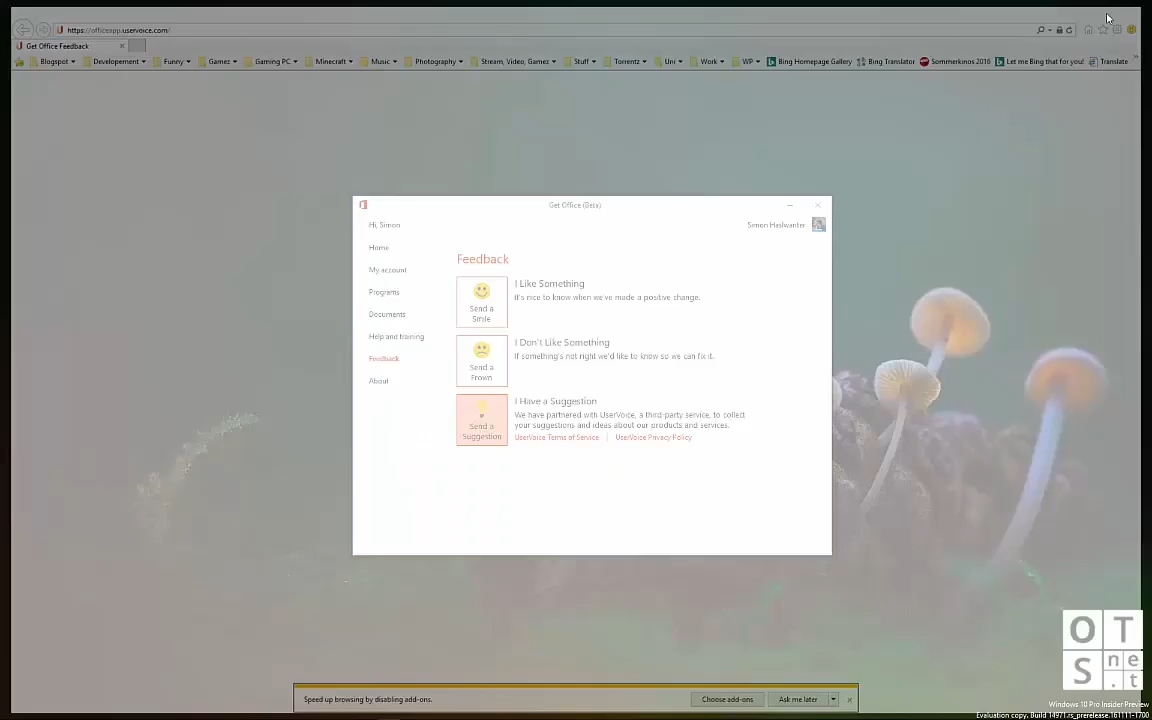 https://officeapp.uservoice.com/
Get Office Feedback
Blogspot Developement Funny Gamez Gaming PC Minecraft Music Photography Stream, Video, Gamez Stuff Torrentz Uni Work WP Bing Homepage Gallery Bing Translator Sommerkinos 2016 Let me Bing that for you! Translate
Get Office (Beta)
Hi, Simon
Simon Haslwanter
Home
My account
Programs
Documents
Help and training
Feedback
About
Feedback
Send a
Smile
I Like Something
It's nice to know when we've made a positive change.
Send a
Frown
I Don't Like Something
If something's not right we'd like to know so we can fix it.
Send a
Suggestion
I Have a Suggestion
We have partnered with UserVoice, a third-party service, to collect
your suggestions and ideas about our products and services.
UserVoice Terms of Service | UserVoice Privacy Policy
Speed up browsing by disabling add-ons.
Choose add-ons
Ask me later
OTS.net
Windows 10 Pro Insider Preview
Evaluation copy. Build 14971.rs_prerelease.161111-1700